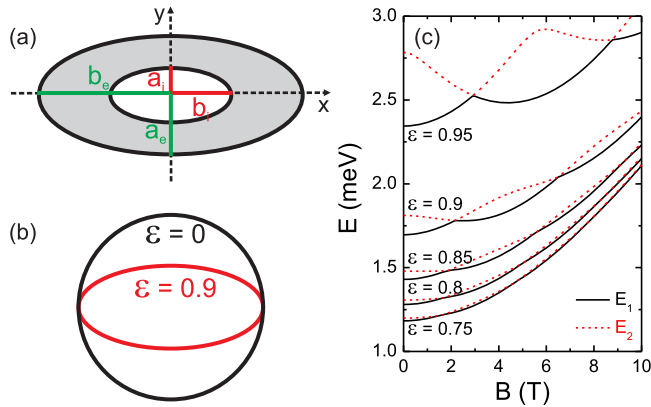 (a)
y
x
b_e
a_i
b_i
a_e
(b)
ε = 0
ε = 0.9
(c)
E (meV)
3.0
2.5
2.0
1.5
1.0
ε = 0.95
ε = 0.9
ε = 0.85
ε = 0.8
ε = 0.75
E_1
E_2
0 2 4 6 8 10
B (T)